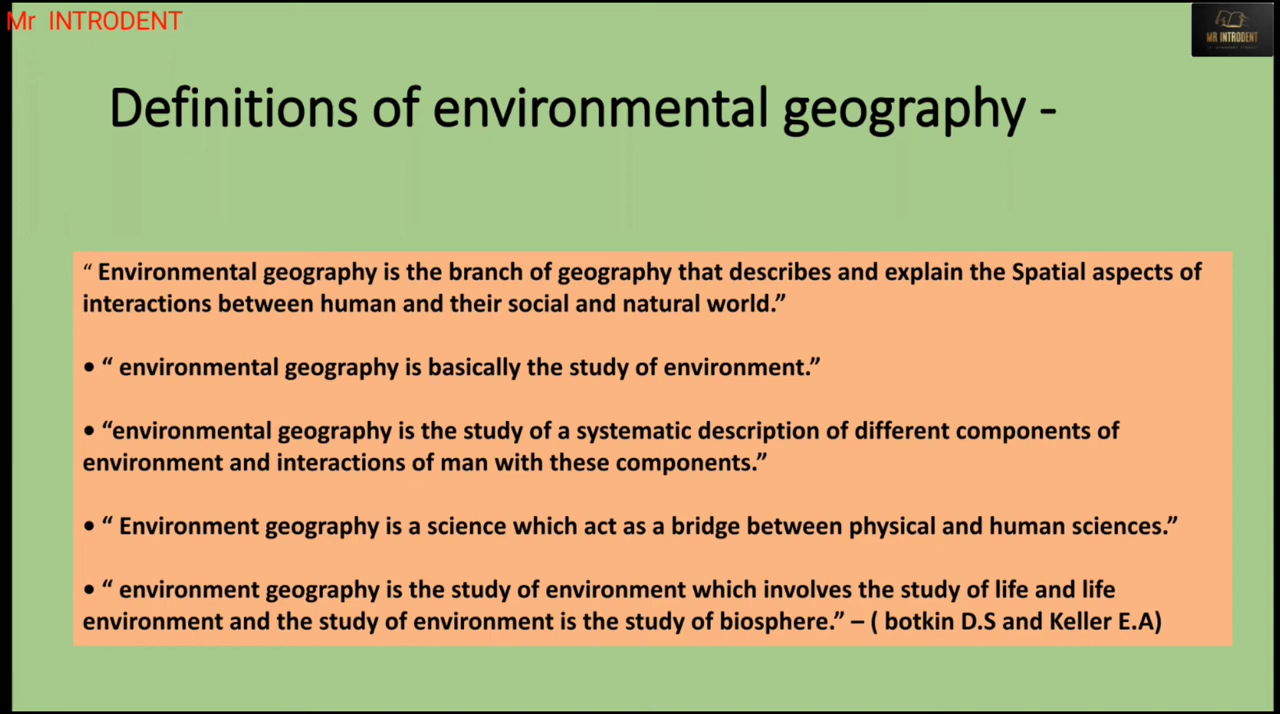 Mr INTRODENT
MR INTRODENT
Definitions of environmental geography -
“ Environmental geography is the branch of geography that describes and explain the Spatial aspects of
interactions between human and their social and natural world.”
• “ environmental geography is basically the study of environment.”
• “environmental geography is the study of a systematic description of different components of
environment and interactions of man with these components.”
• “ Environment geography is a science which act as a bridge between physical and human sciences.”
• “ environment geography is the study of environment which involves the study of life and life
environment and the study of environment is the study of biosphere.” – ( botkin D.S and Keller E.A)